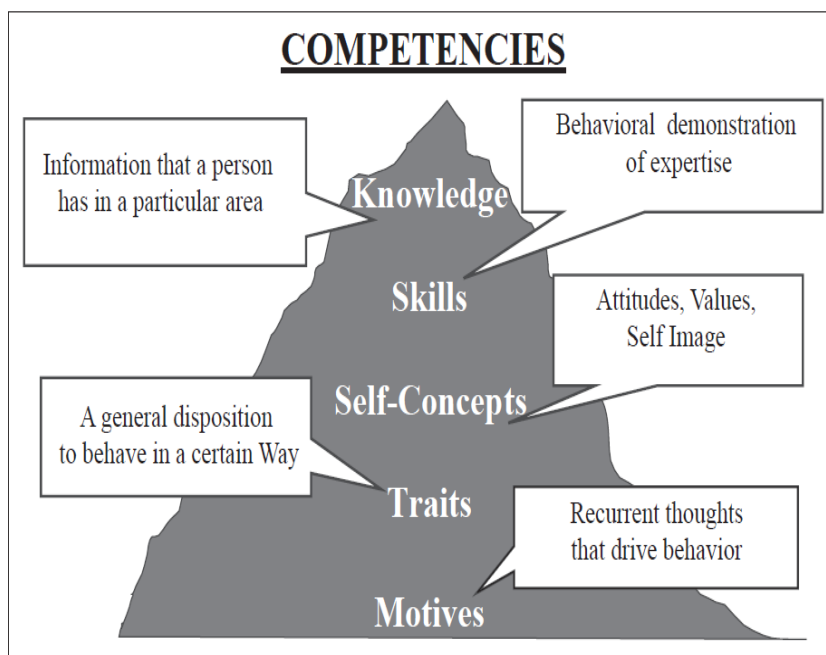 COMPETENCIES
Information that a person
has in a particular area
Behavioral demonstration
of expertise
Knowledge
Skills
Attitudes, Values,
Self Image
Self-Concepts
A general disposition
to behave in a certain Way
Traits
Recurrent thoughts
that drive behavior
Motives